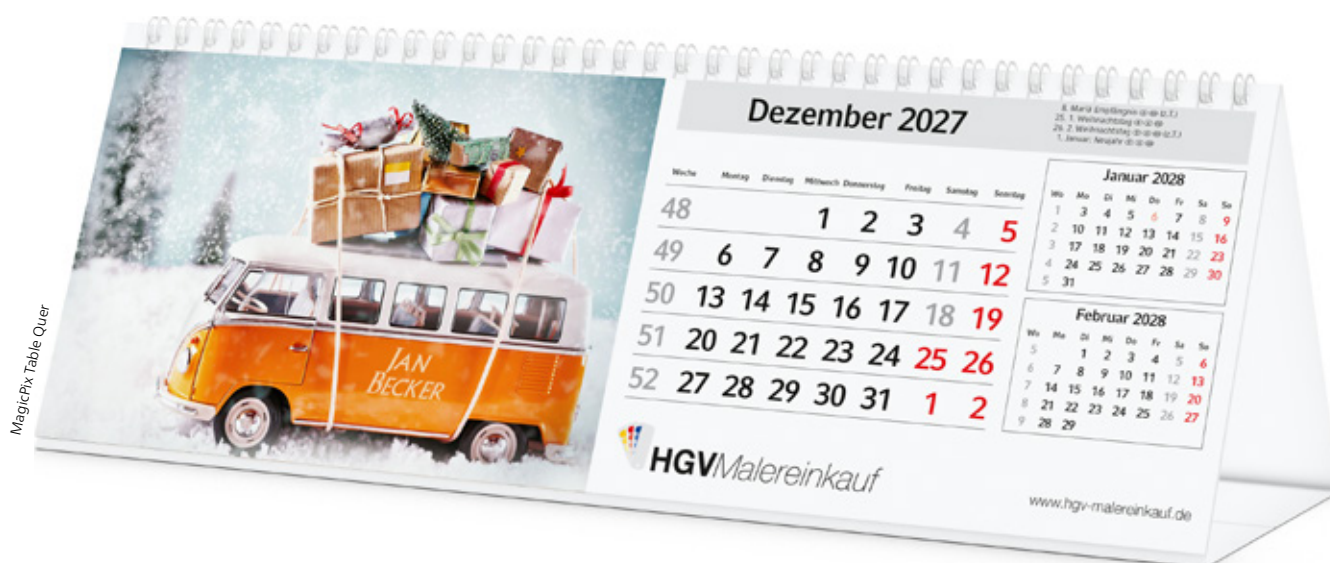 MagicPix Table Quer
JAN
BECKER
Dezember 2027
8. Mariä Empfängnis
25. 1. Weihnachtstag
26. 2. Weihnachtstag
1. Januar: Neujahr
Woche Montag Dienstag Mittwoch Donnerstag Freitag Samstag Sonntag
48 1 2 3 4 5
49 6 7 8 9 10 11 12
50 13 14 15 16 17 18 19
51 20 21 22 23 24 25 26
52 27 28 29 30 31 1 2
Januar 2028
Wo Mo Di Mi Do Fr Sa So
1 3 4 5 6 7 8 9
2 10 11 12 13 14 15 16
3 17 18 19 20 21 22 23
4 24 25 26 27 28 29 30
5 31
Februar 2028
Wo Mo Di Mi Do Fr Sa So
5 1 2 3 4 5 6
6 7 8 9 10 11 12 13
7 14 15 16 17 18 19 20
8 21 22 23 24 25 26 27
9 28 29
HGVMalereinkauf
www.hgv-malereinkauf.de